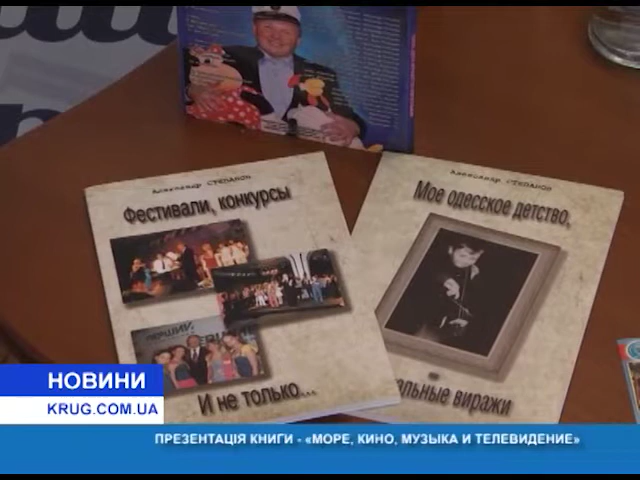 Александр СТЕПАНОВ
Фестивали, конкурсы
ПЕРШИЙ
И не только...
Александр СТЕПАНОВ
Мое одесское детство,
виражи
НОВИНИ
KRUG.COM.UA
ПРЕЗЕНТАЦІЯ КНИГИ - «МОРЕ, КИНО, МУЗЫКА И ТЕЛЕВИДЕНИЕ»